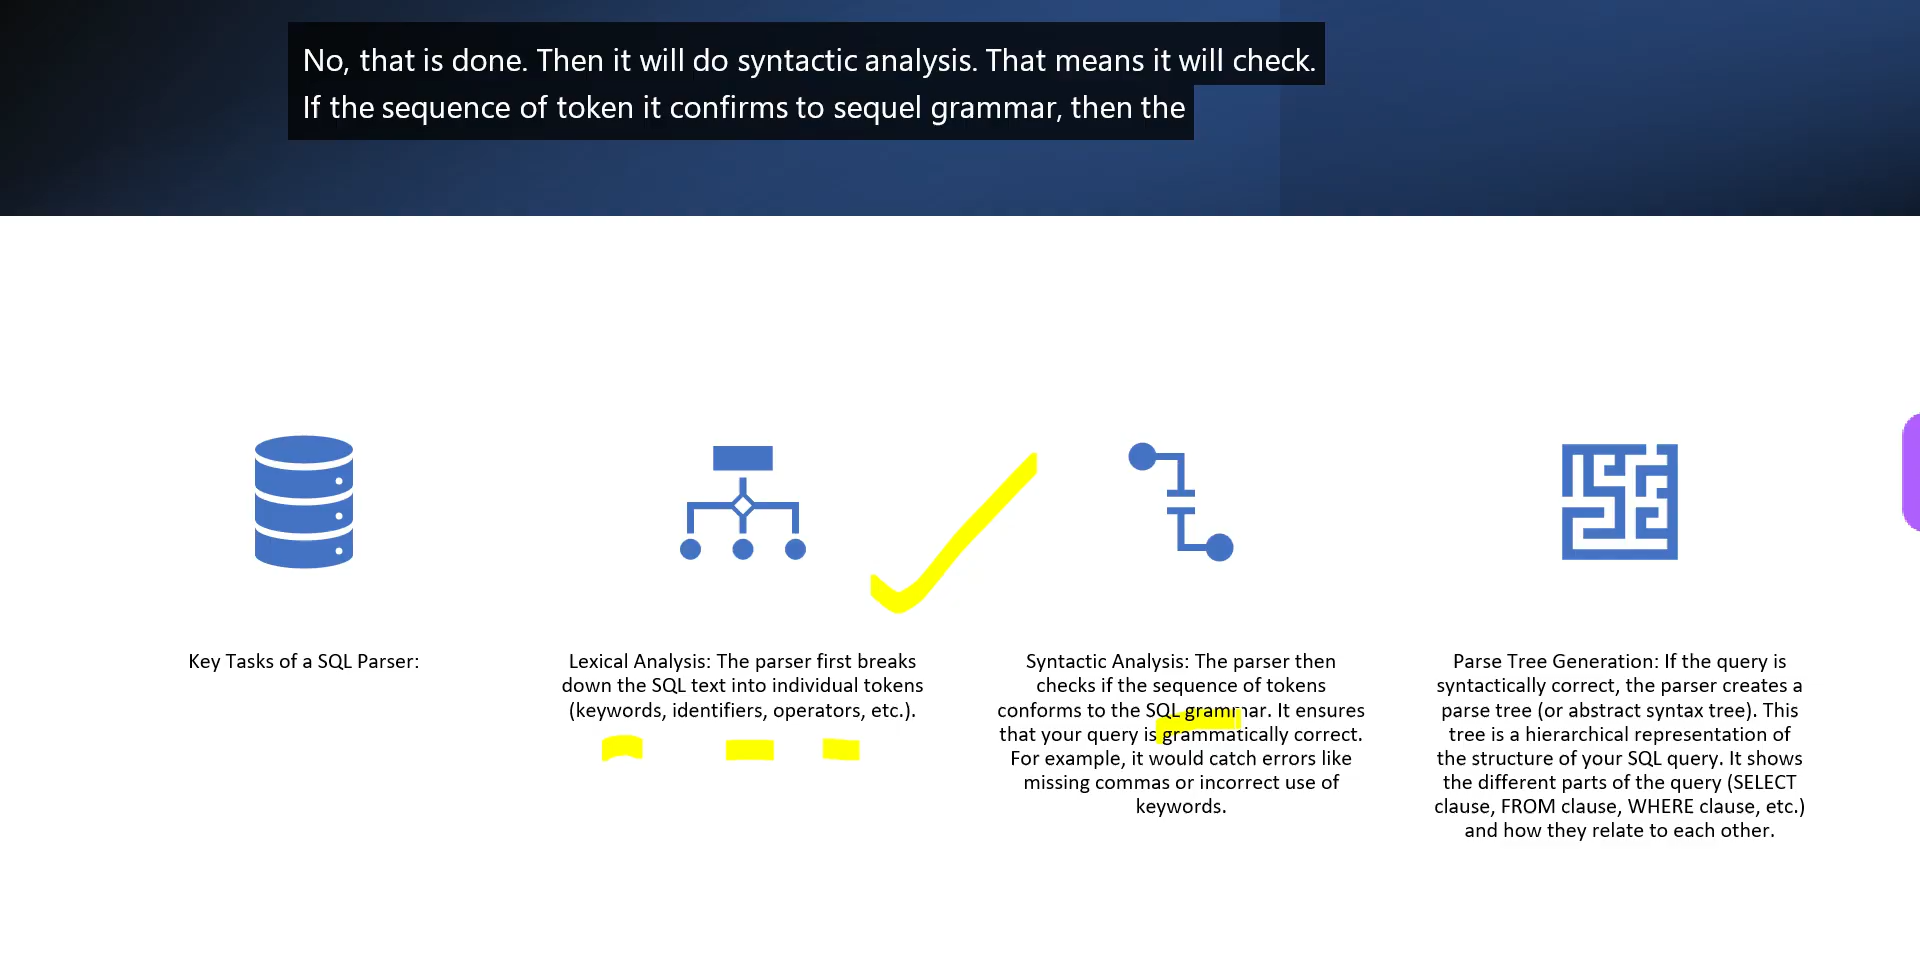 No, that is done. Then it will do syntactic analysis. That means it will check.
If the sequence of token it confirms to sequel grammar, then the
Key Tasks of a SQL Parser:
Lexical Analysis: The parser first breaks
down the SQL text into individual tokens
(keywords, identifiers, operators, etc.).
Syntactic Analysis: The parser then
checks if the sequence of tokens
conforms to the SQL grammar. It ensures
that your query is grammatically correct.
For example, it would catch errors like
missing commas or incorrect use of
keywords.
Parse Tree Generation: If the query is
syntactically correct, the parser creates a
parse tree (or abstract syntax tree). This
tree is a hierarchical representation of
the structure of your SQL query. It shows
the different parts of the query (SELECT
clause, FROM clause, WHERE clause, etc.)
and how they relate to each other.